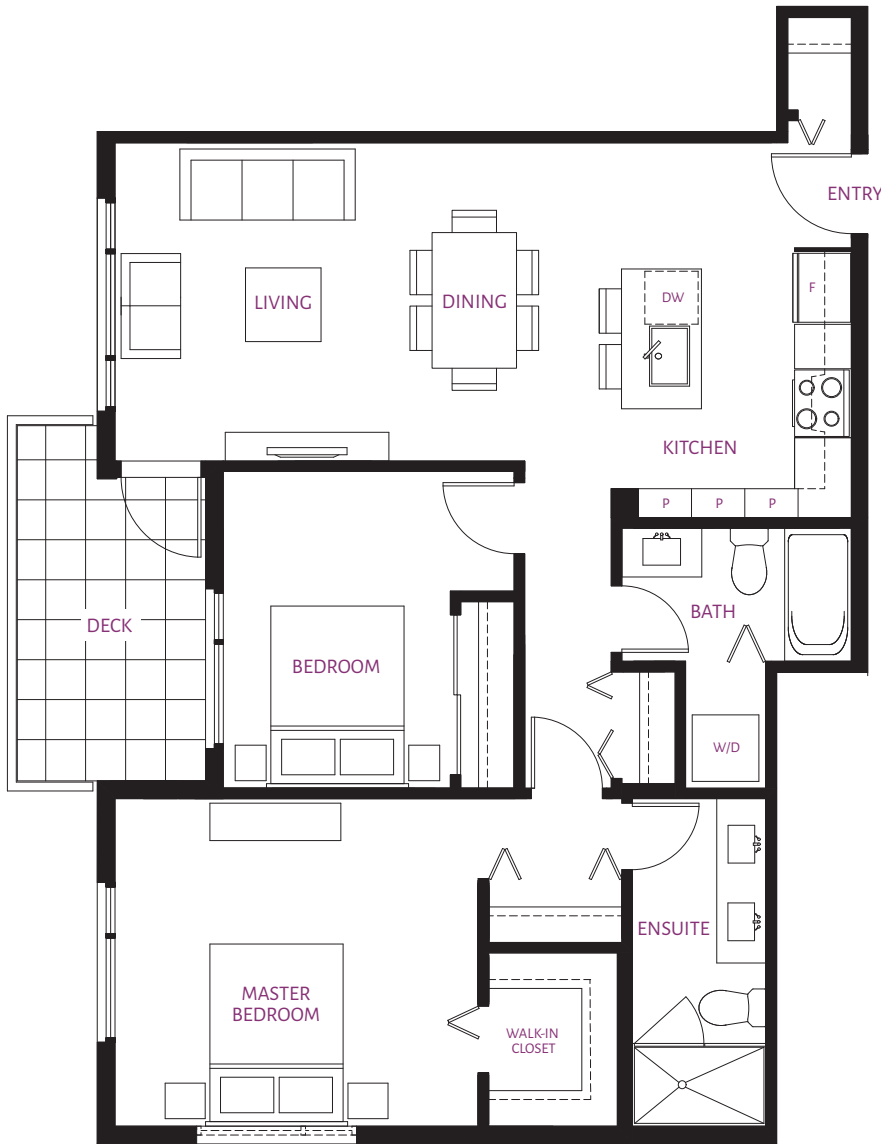 ENTRY
F
LIVING
DINING
DW
KITCHEN
P P P
BATH
DECK
BEDROOM
W/D
ENSUITE
MASTER
BEDROOM
WALK-IN
CLOSET